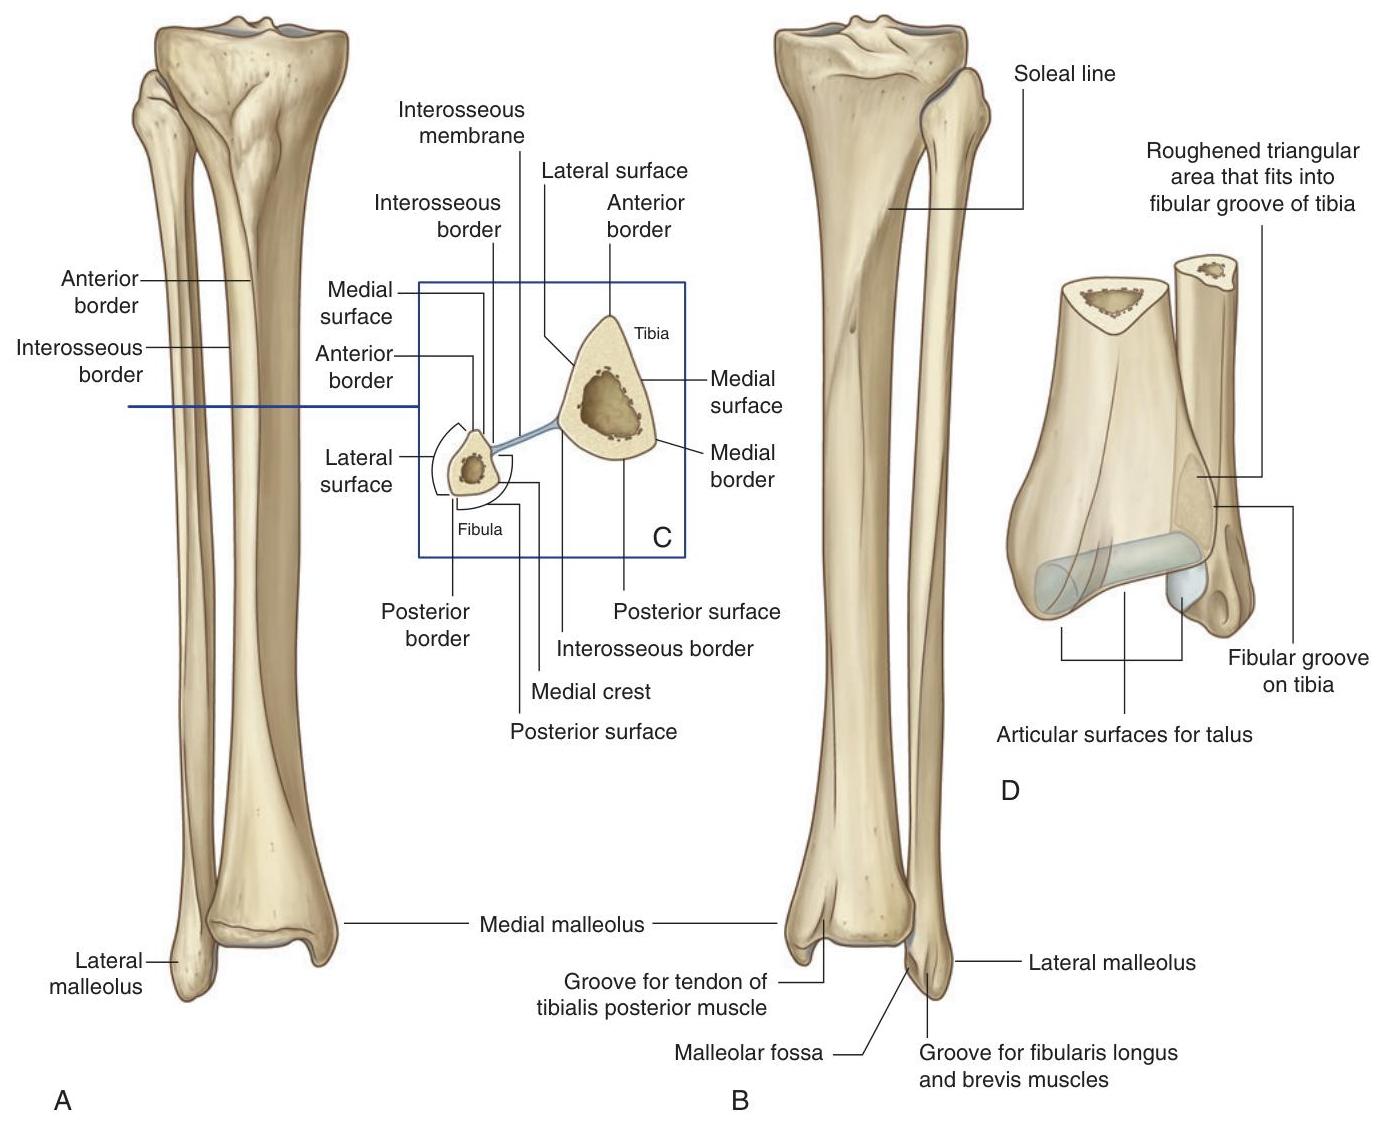 Soleal line
Interosseous
membrane
Roughened triangular
area that fits into
fibular groove of tibia
Lateral surface
Interosseous
border
Anterior
border
Anterior
border
Medial
surface
Tibia
Interosseous
border
Anterior
border
Medial
surface
Lateral
surface
Medial
border
Fibula
C
Posterior
border
Posterior surface
Interosseous border
Medial crest
Posterior surface
Fibular groove
on tibia
Articular surfaces for talus
D
Medial malleolus
Lateral
malleolus
Lateral malleolus
Groove for tendon of
tibialis posterior muscle
Malleolar fossa
Groove for fibularis longus
and brevis muscles
A
B